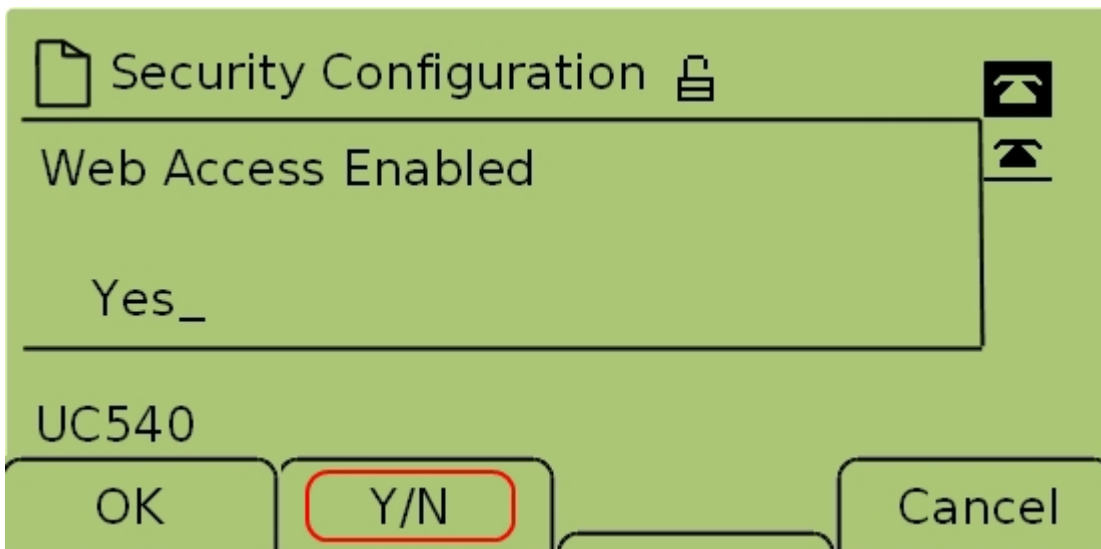 Security Configuration
Web Access Enabled
Yes_
UC540
OK Y/N Cancel